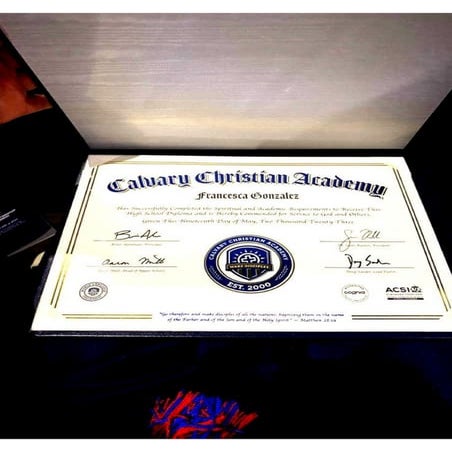 Calvary Christian Academy
Francesca Gonzalez
Has Successfully Completed the Spiritual and Academic Requirements to Receive This
High School Diploma and is Hereby Commended for Service to God and Others.
Given This Nineteenth Day of May, Two Thousand Twenty Three
CALVARY CHRISTIAN ACADEMY
MAKE DISCIPLES
EST. 2000
cognia
ACSI
"Go therefore and make disciples of all the nations, baptizing them in the name
of the Father and of the Son and of the Holy Spirit." – Matthew 28:19